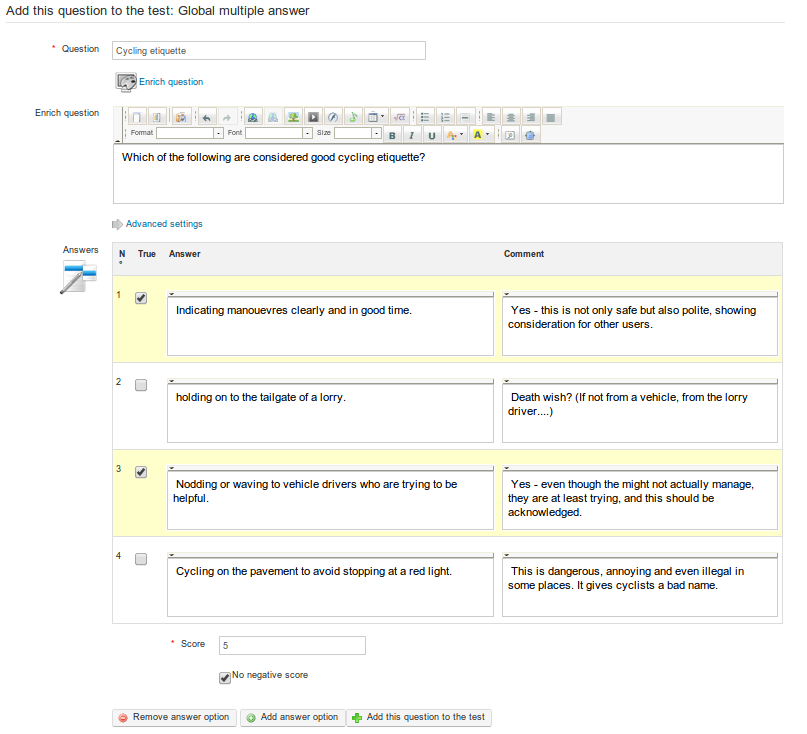 Add this question to the test: Global multiple answer
* Question
Cycling etiquette
Enrich question
Enrich question
Format
Font
Size
B I U
Which of the following are considered good cycling etiquette?
Advanced settings
Answers
N° True Answer Comment
1
Indicating manouevres clearly and in good time.
Yes - this is not only safe but also polite, showing
consideration for other users.
2
holding on to the tailgate of a lorry.
Death wish? (If not from a vehicle, from the lorry
driver....)
3
Nodding or waving to vehicle drivers who are trying to be
helpful.
Yes - even though the might not actually manage,
they are at least trying, and this should be
acknowledged.
4
Cycling on the pavement to avoid stopping at a red light.
This is dangerous, annoying and even illegal in
some places. It gives cyclists a bad name.
* Score
5
No negative score
Remove answer option
Add answer option
Add this question to the test